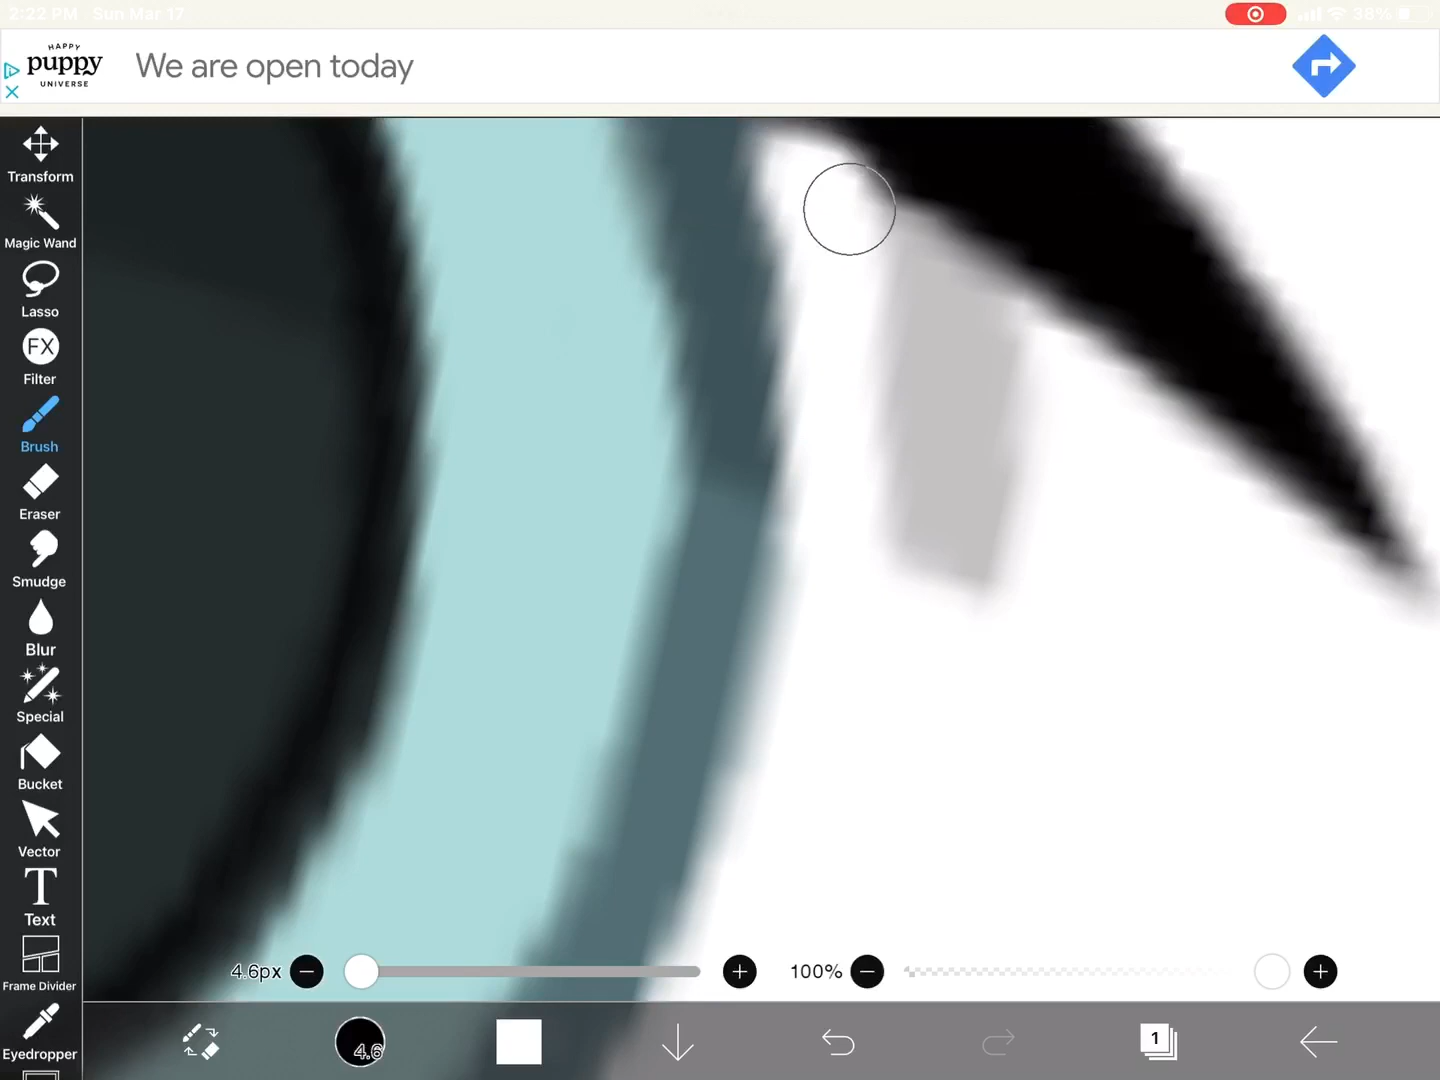 2:22 PM Sun Mar 17
38%
HAPPY
puppy
UNIVERSE
We are open today
Transform
Magic Wand
Lasso
FX
Filter
Brush
Eraser
Smudge
Blur
Special
Bucket
Vector
T
Text
Frame Divider
Eyedropper
4.6px
100%
4.6
1